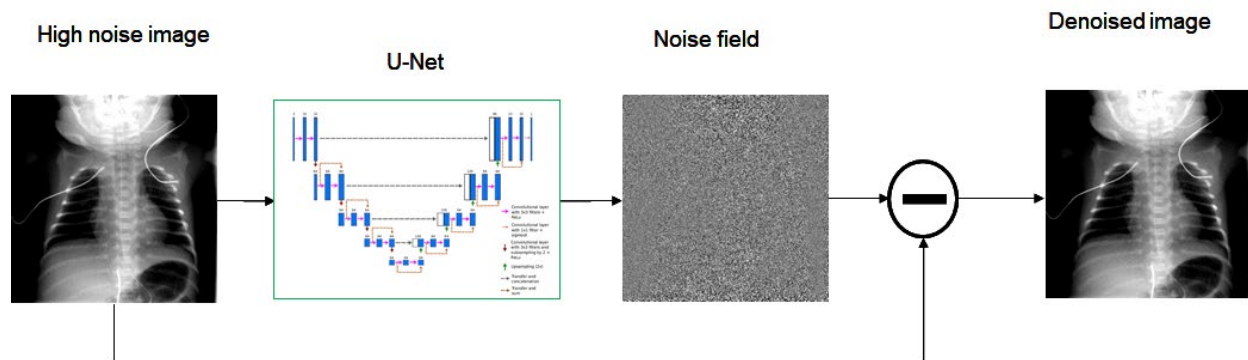 High noise image
U-Net
Noise field
Denoised image
Convolutional layer
with 3x3 filters +
ReLu
Convolutional layer
with 1x1 filter +
sigmoid
Convolutional layer
with 3x3 filters and
subsampling by 2 +
ReLu
Upsampling (2x)
Transfer and
concatenation
Transfer and
sum